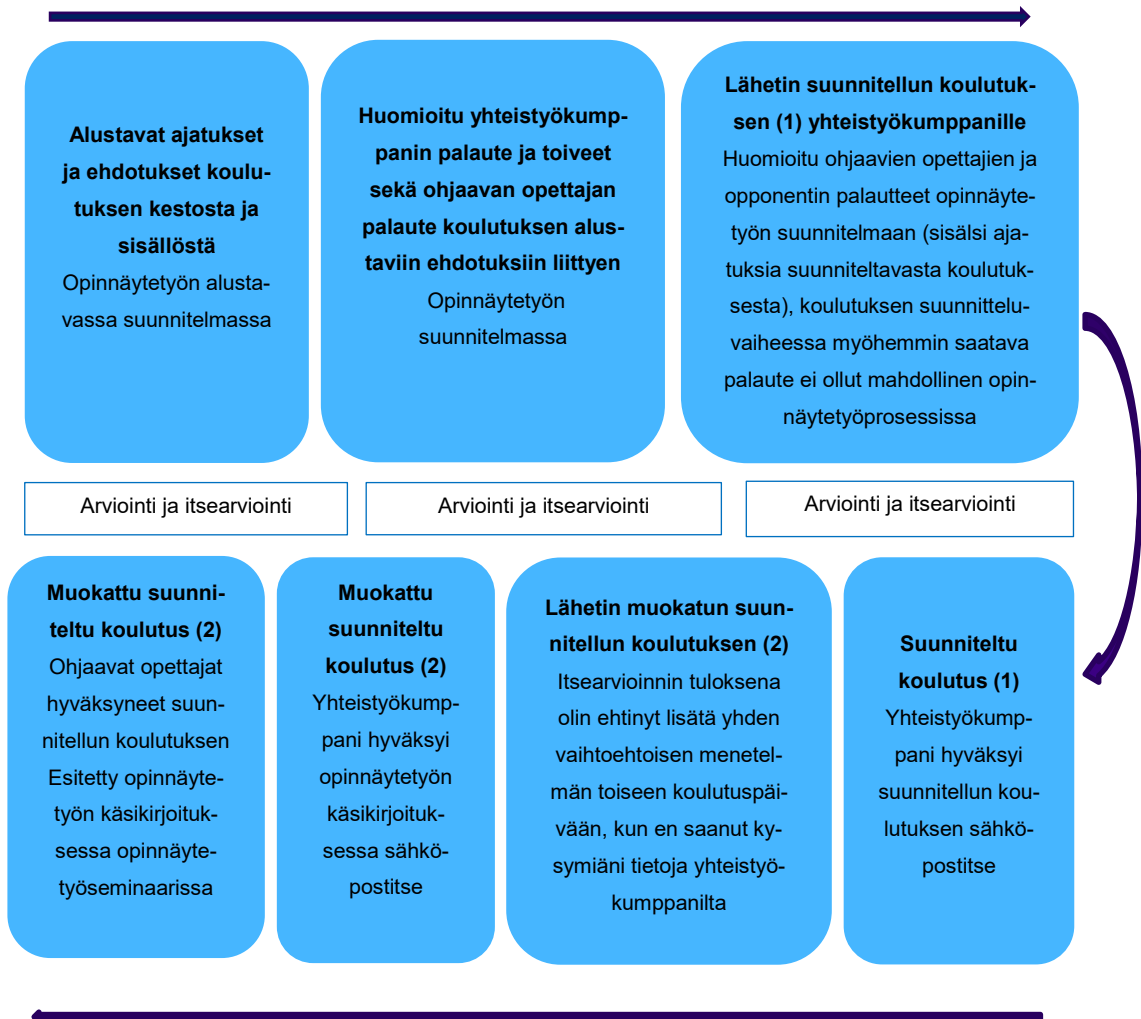 Alustavat ajatukset
ja ehdotukset koulu-
tuksen kestosta ja
sisällöstä
Opinnäytetyön alusta-
vassa suunnitelmassa
Huomioitu yhteistyökump-
panin palaute ja toiveet
sekä ohjaavan opettajan
palaute koulutuksen alus-
taviin ehdotuksiin liittyen
Opinnäytetyön
suunnitelmassa
Lähetin suunnitellun koulutuk-
sen (1) yhteistyökumppanille
Huomioitu ohjaavien opettajien ja
opponentin palautteet opinnäyte-
työn suunnitelmaan (sisälsi aja-
tuksia suunniteltavasta koulutuk-
sesta), koulutuksen suunnittelu-
vaiheessa myöhemmin saatava
palaute ei ollut mahdollinen opin-
näytetyöprosessissa
Arviointi ja itsearviointi
Arviointi ja itsearviointi
Arviointi ja itsearviointi
Muokattu suunni-
teltu koulutus (2)
Ohjaavat opettajat
hyväksyneet suun-
nitellun koulutuksen
Esitetty opinnäyte-
työn käsikirjoituk-
sessa opinnäyte-
työseminaarissa
Muokattu
suunniteltu
koulutus (2)
Yhteistyökump-
pani hyväksyi
opinnäytetyön
käsikirjoituk-
sessa sähkö-
postitse
Lähetin muokatun suun-
nitellun koulutuksen (2)
Itsearvioinnin tuloksena
olin ehtinyt lisätä yhden
vaihtoehtoisen menetel-
män toiseen koulutuspäi-
vään, kun en saanut ky-
symiäni tietoja yhteistyö-
kumppanilta
Suunniteltu
koulutus (1)
Yhteistyökump-
pani hyväksyi
suunnitellun kou-
lutuksen sähkö-
postitse